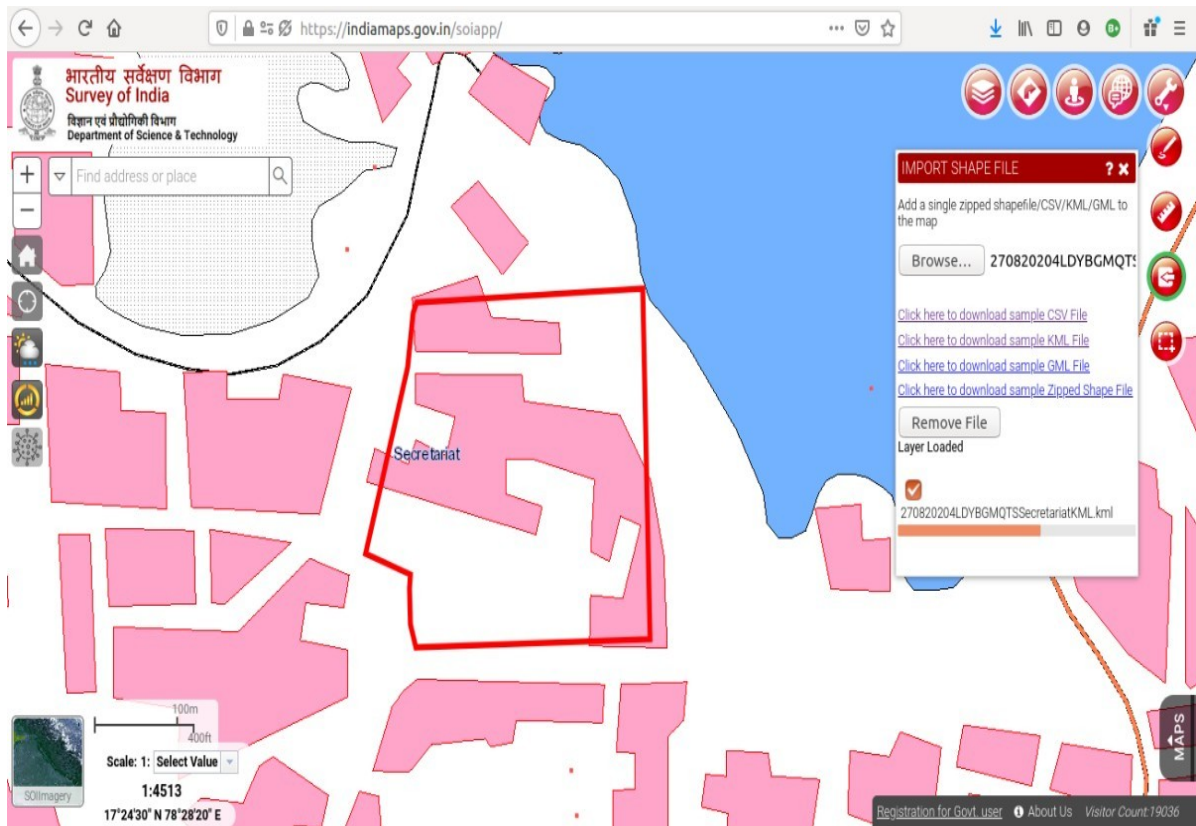 https://indiamaps.gov.in/soiapp/
भारतीय सर्वेक्षण विभाग
Survey of India
विज्ञान एवं प्रौद्योगिकी विभाग
Department of Science & Technology
Find address or place
IMPORT SHAPE FILE ?
Add a single zipped shapefile/CSV/KML/GML to
the map
Browse... 270820204LDYBGMQTS
Click here to download sample CSV File
Click here to download sample KML File
Click here to download sample GML File
Click here to download sample Zipped Shape File
Remove File
Layer Loaded
270820204LDYBGMQTSSecretariatKML.kml
Secretariat
100m
400ft
Scale: 1: Select Value
1:4513
17°24'30" N 78°28'20" E
SOIImagery
MAPS
Registration for Govt. user About Us Visitor Count:19036